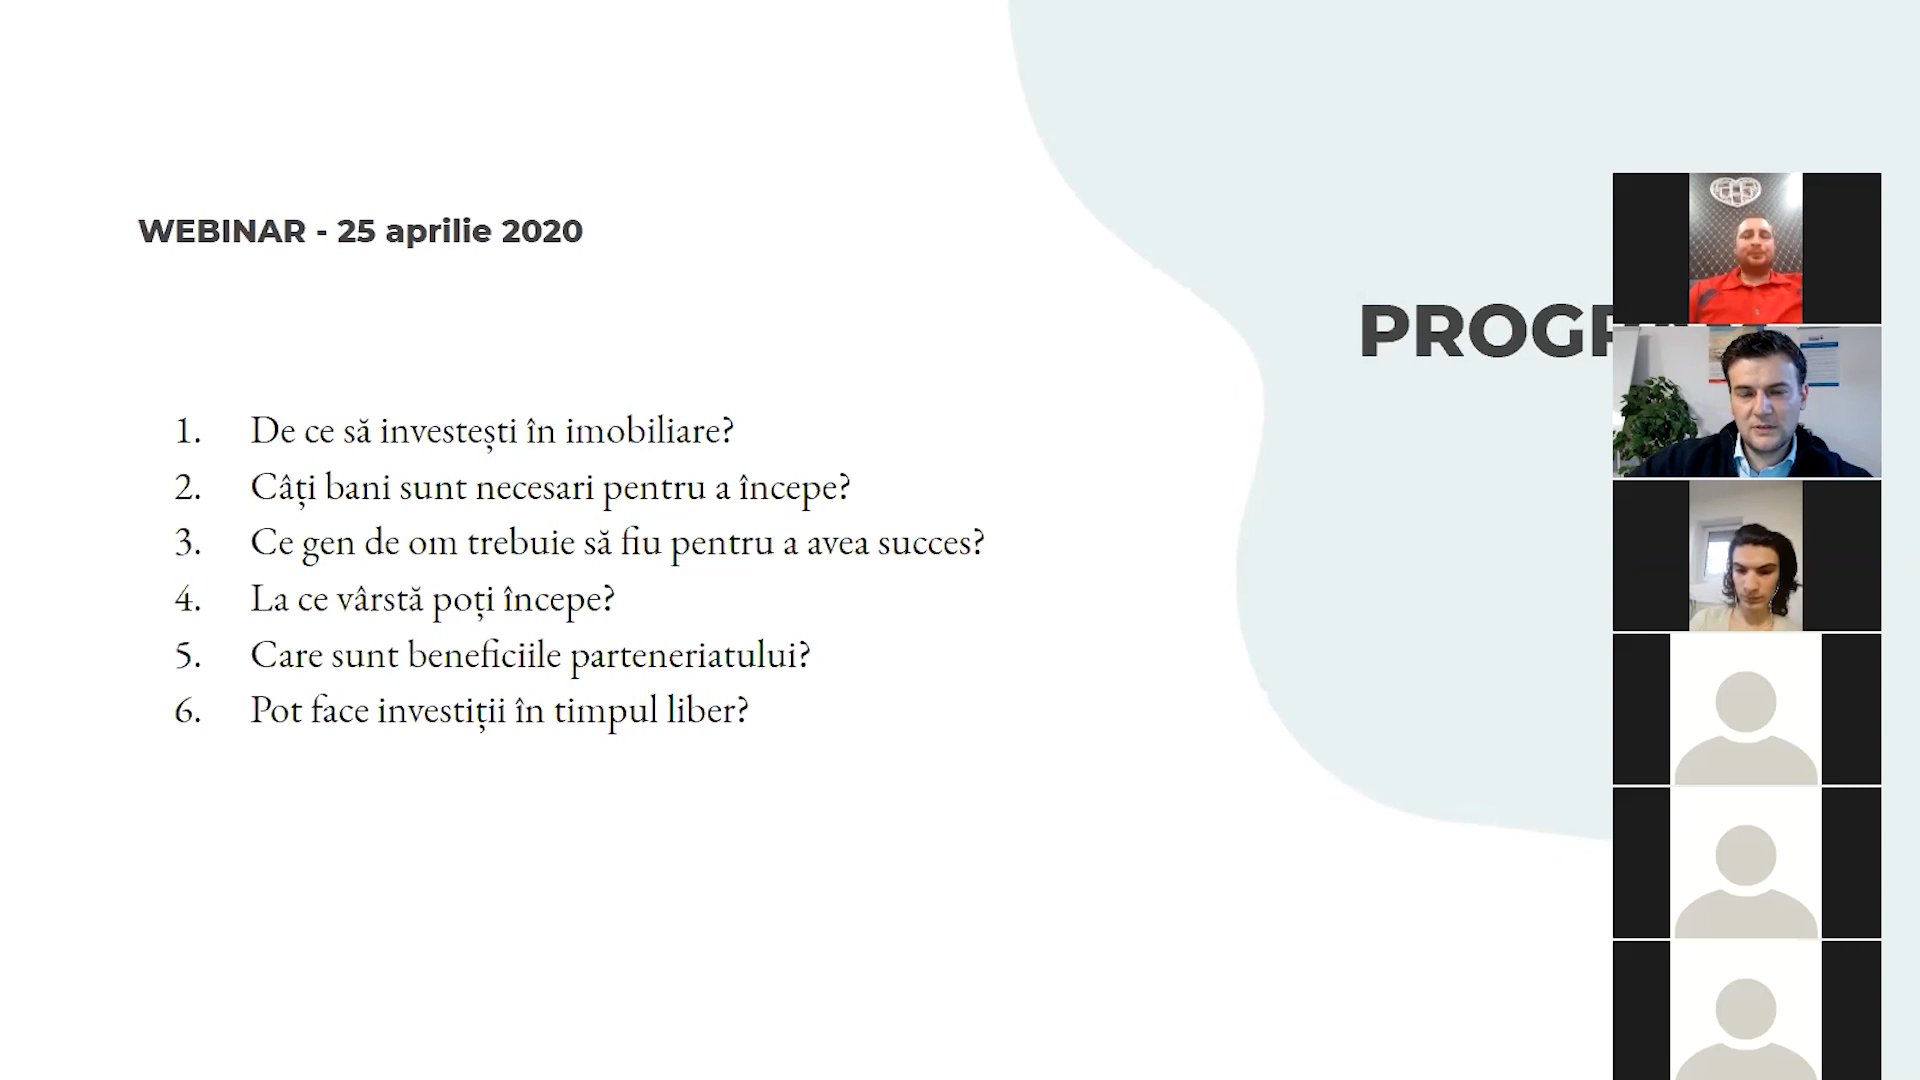 WEBINAR - 25 aprilie 2020
1. De ce să investești în imobiliare?
2. Câți bani sunt necesari pentru a începe?
3. Ce gen de om trebuie să fiu pentru a avea succes?
4. La ce vârstă poți începe?
5. Care sunt beneficiile parteneriatului?
6. Pot face investiții în timpul liber?